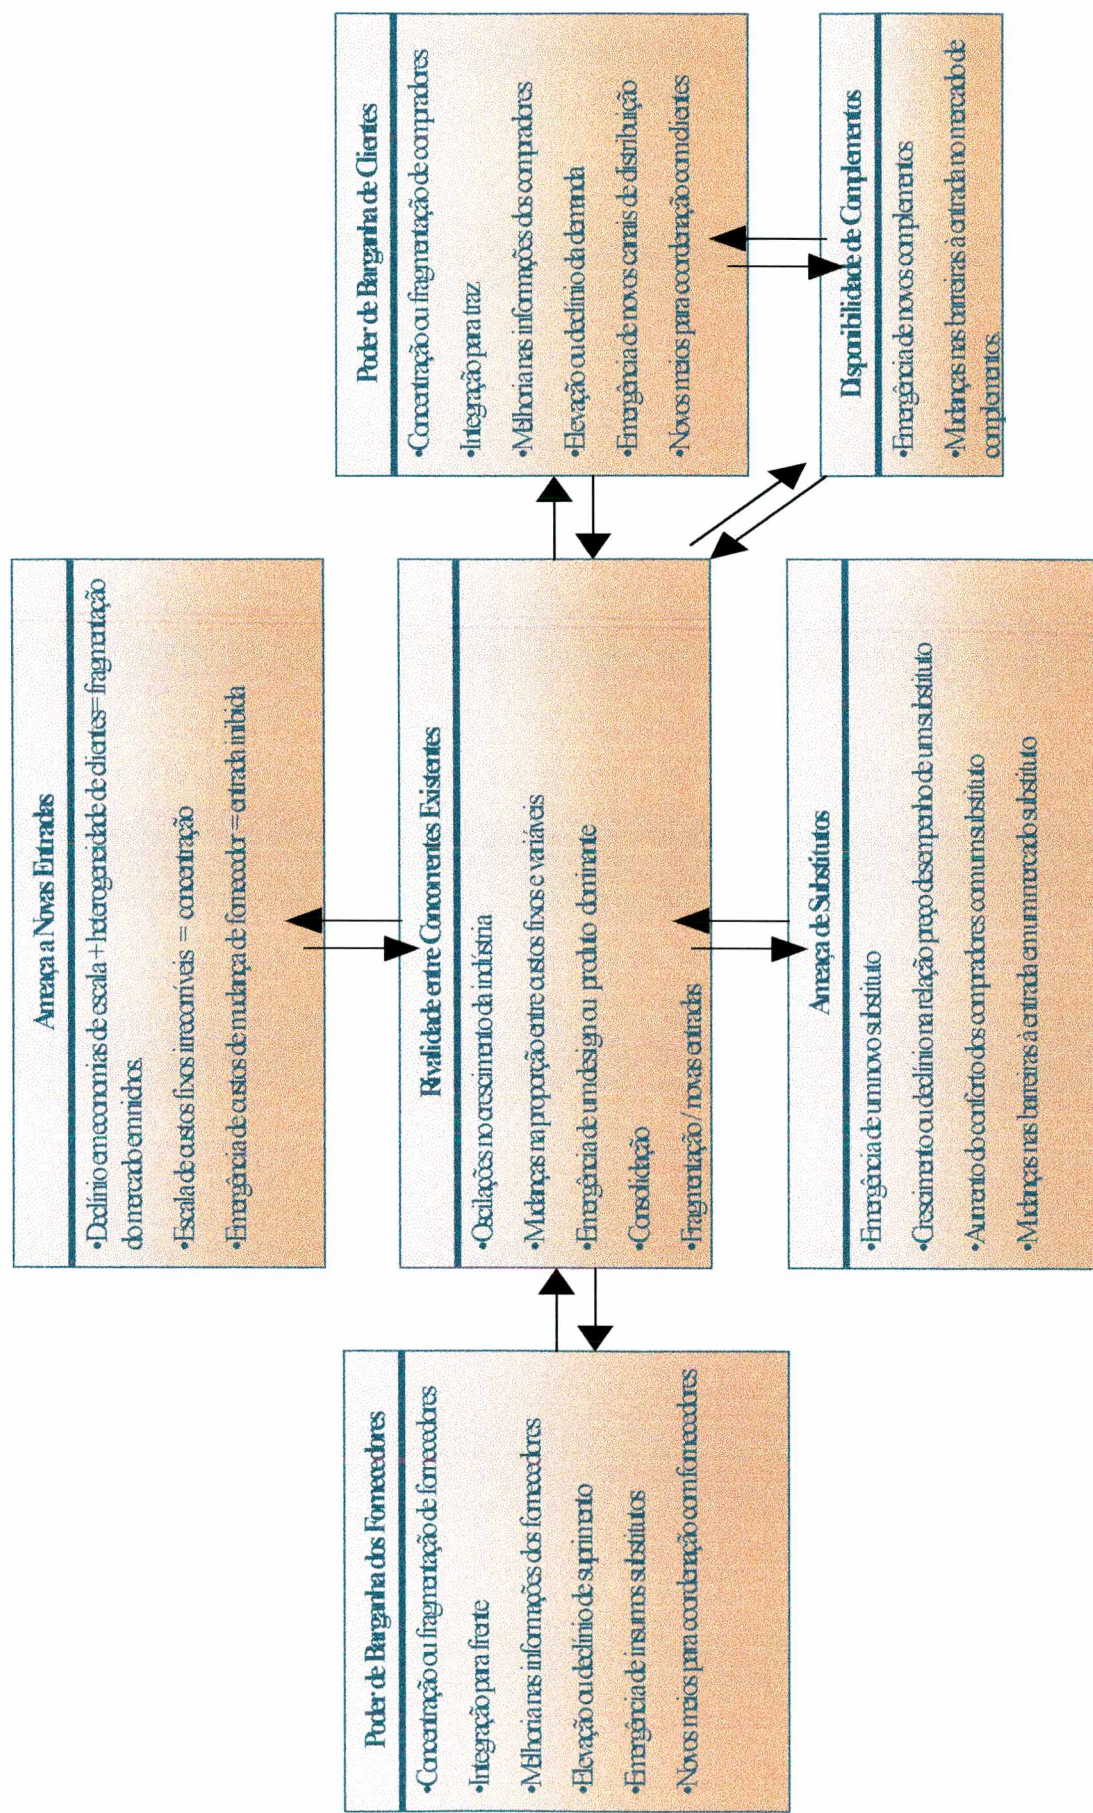 Ameaça a Novas Entradas
•Declínio em economias de escala + heterogeneidade de clientes= fragmentação
do mercado em nichos.
•Escala de custos fixos irrecorríveis = concentração
•Emergência de custos de mudança de fornecedor = entrada inibida
Poder de Barganha dos Fornecedores
•Concentração ou fragmentação de fornecedores
•Integração para frente
•Melhoria nas informações dos fornecedores
•Elevação ou declínio de suprimento
•Emergência de insumos substitutos
•Novos meios para coordenação com fornecedores
Rivalidade entre Concorrentes Existentes
•Oscilações no crescimento da indústria
•Mudanças na proporção entre custos fixos e variáveis
•Emergência de um design ou produto dominante
•Consolidação
•Fragmentação / novas entradas
Poder de Barganha de Clientes
•Concentração ou fragmentação de compradores
•Integração para traz
•Melhoria nas informações dos compradores
•Elevação ou declínio da demanda
•Emergência de novos canais de distribuição
•Novos meios para coordenação com clientes
Ameaça de Substitutos
•Emergência de um novo substituto
•Crescimento ou declínio na relação preço desempenho de um substituto
•Aumento do conforto dos compradores com um substituto
•Mudanças nas barreiras à entrada em um mercado substituto
Disponibilidade de Complementos
•Emergência de novos complementos
•Mudanças nas barreiras à entrada no mercado de
complementos.